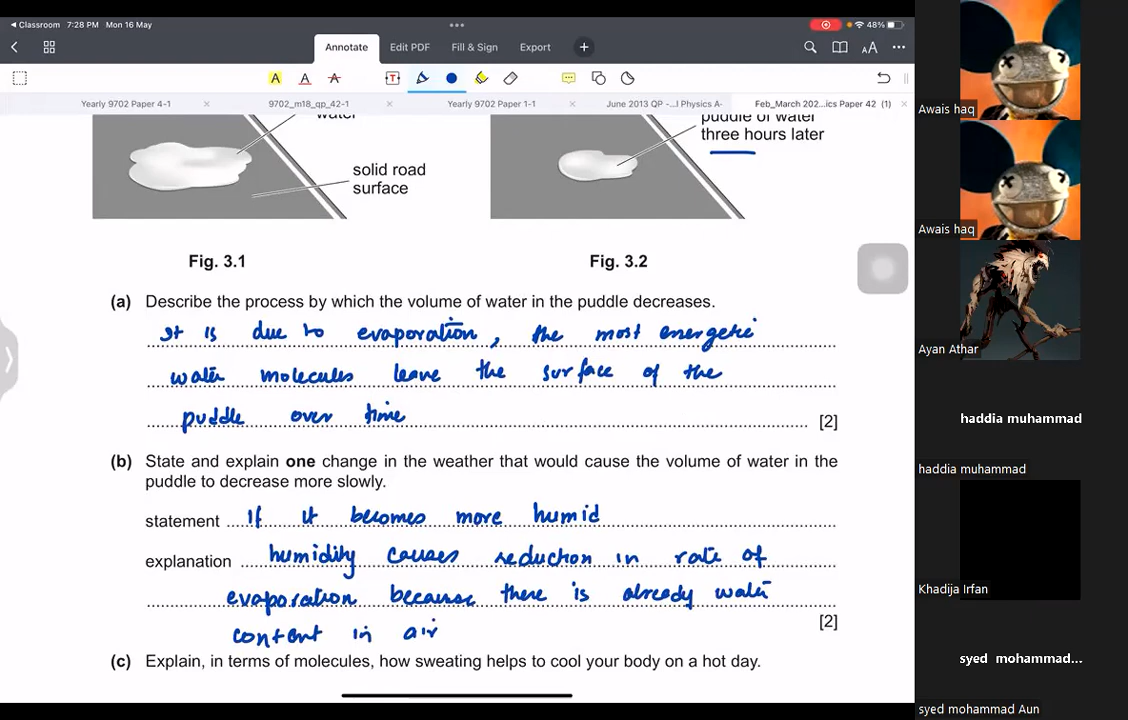 Classroom 7:28 PM Mon 16 May
48%
Annotate Edit PDF Fill & Sign Export
Yearly 9702 Paper 4-1
9702_m18_qp_42-1
Yearly 9702 Paper 1-1
June 2013 QP -...l Physics A-
Feb_March 202...ics Paper 42 (1)
water
solid road
surface
puddle of water
three hours later
Fig. 3.1
Fig. 3.2
(a) Describe the process by which the volume of water in the puddle decreases.
It is due to evaporation, the most energetic
water molecules leave the surface of the
puddle over time
[2]
(b) State and explain one change in the weather that would cause the volume of water in the
puddle to decrease more slowly.
statement If it becomes more humid
explanation humidity causes reduction in rate of
evaporation because there is already water
content in air
[2]
(c) Explain, in terms of molecules, how sweating helps to cool your body on a hot day.
Awais haq
Awais haq
Ayan Athar
haddia muhammad
haddia muhammad
Khadija Irfan
syed mohammad...
syed mohammad Aun